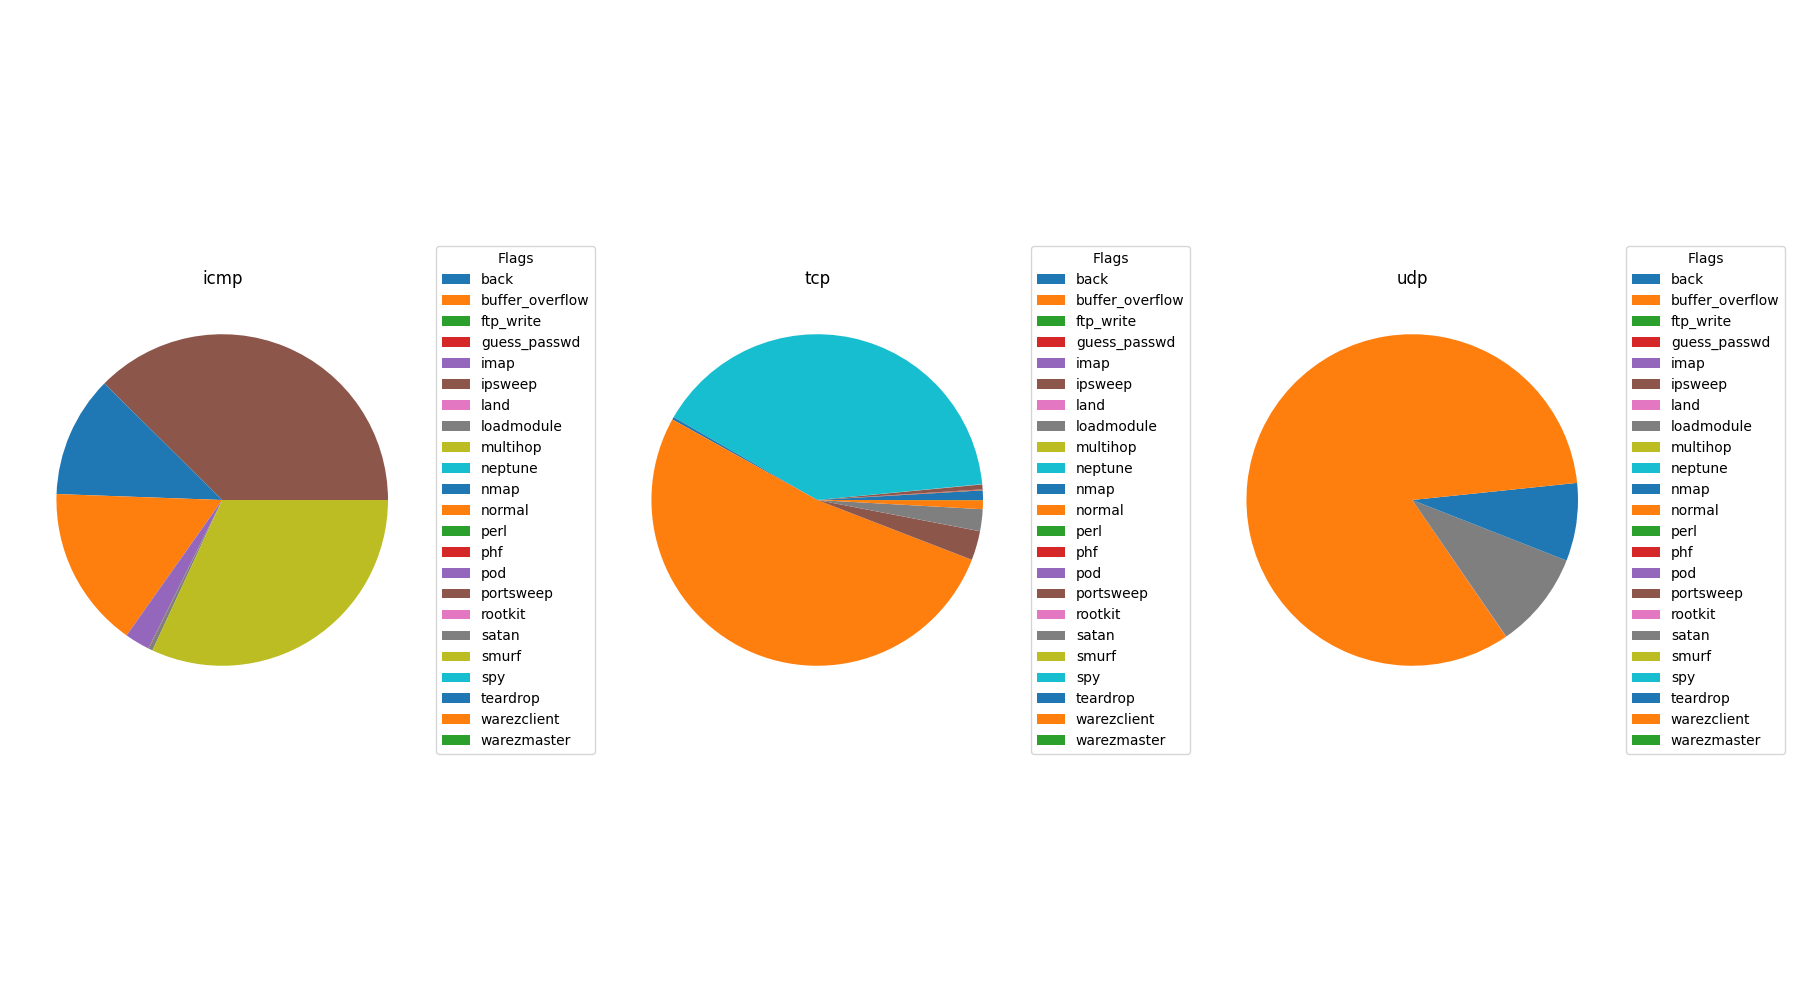 icmp
Flags
back
buffer_overflow
ftp_write
guess_passwd
imap
ipsweep
land
loadmodule
multihop
neptune
nmap
normal
perl
phf
pod
portsweep
rootkit
satan
smurf
spy
teardrop
warezclient
warezmaster
tcp
Flags
back
buffer_overflow
ftp_write
guess_passwd
imap
ipsweep
land
loadmodule
multihop
neptune
nmap
normal
perl
phf
pod
portsweep
rootkit
satan
smurf
spy
teardrop
warezclient
warezmaster
udp
Flags
back
buffer_overflow
ftp_write
guess_passwd
imap
ipsweep
land
loadmodule
multihop
neptune
nmap
normal
perl
phf
pod
portsweep
rootkit
satan
smurf
spy
teardrop
warezclient
warezmaster